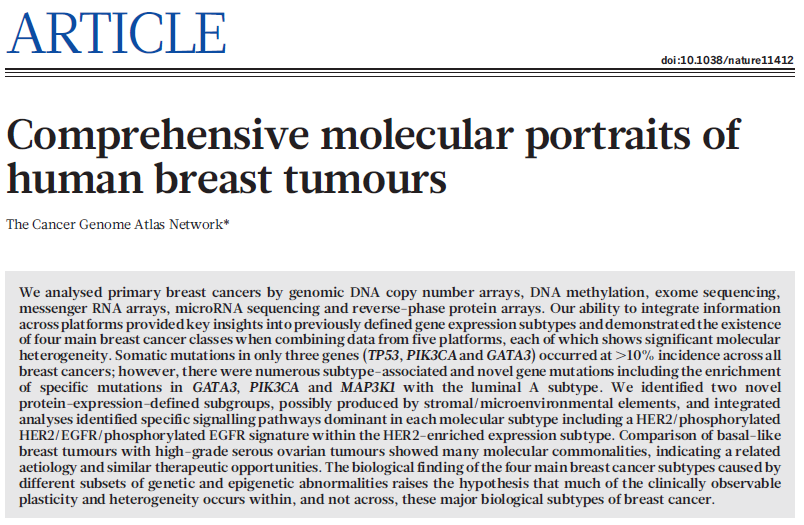 ARTICLE
doi:10.1038/nature11412
Comprehensive molecular portraits of
human breast tumours
The Cancer Genome Atlas Network*
We analysed primary breast cancers by genomic DNA copy number arrays, DNA methylation, exome sequencing,
messenger RNA arrays, microRNA sequencing and reverse-phase protein arrays. Our ability to integrate information
across platforms provided key insights into previously defined gene expression subtypes and demonstrated the existence
of four main breast cancer classes when combining data from five platforms, each of which shows significant molecular
heterogeneity. Somatic mutations in only three genes (TP53, PIK3CA and GATA3) occurred at >10% incidence across all
breast cancers; however, there were numerous subtype-associated and novel gene mutations including the enrichment
of specific mutations in GATA3, PIK3CA and MAP3K1 with the luminal A subtype. We identified two novel
protein-expression-defined subgroups, possibly produced by stromal/microenvironmental elements, and integrated
analyses identified specific signalling pathways dominant in each molecular subtype including a HER2/phosphorylated
HER2/EGFR/phosphorylated EGFR signature within the HER2-enriched expression subtype. Comparison of basal-like
breast tumours with high-grade serous ovarian tumours showed many molecular commonalities, indicating a related
aetiology and similar therapeutic opportunities. The biological finding of the four main breast cancer subtypes caused by
different subsets of genetic and epigenetic abnormalities raises the hypothesis that much of the clinically observable
plasticity and heterogeneity occurs within, and not across, these major biological subtypes of breast cancer.